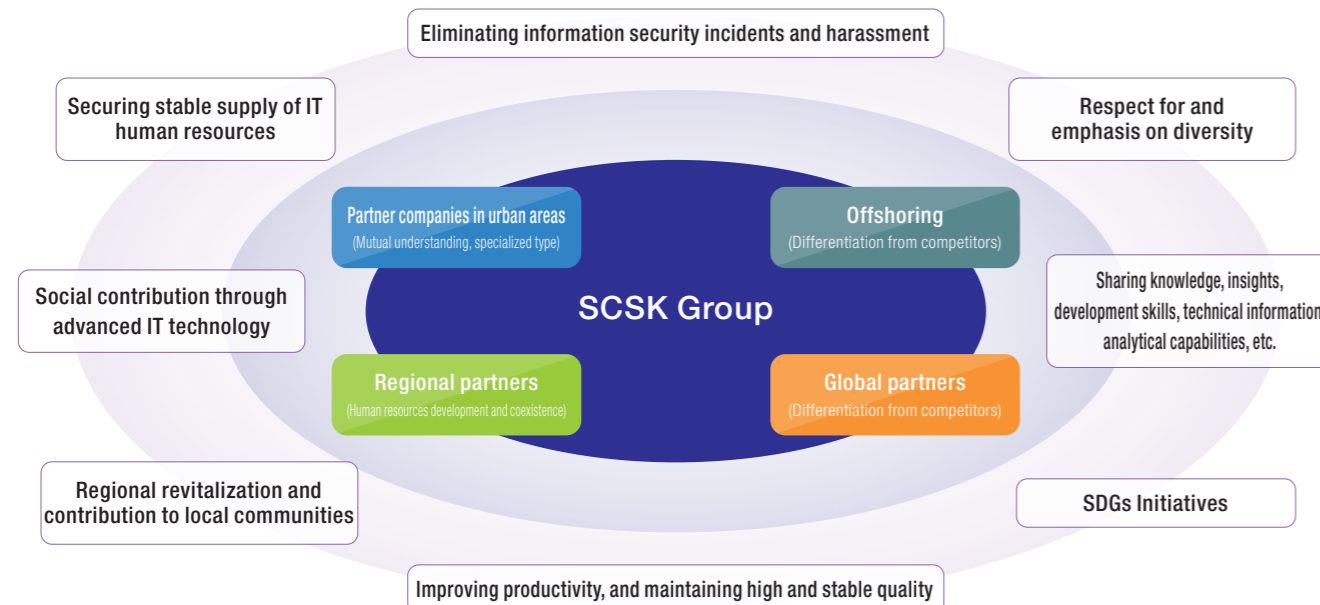 Eliminating information security incidents and harassment
Securing stable supply of IT
human resources
Respect for and
emphasis on diversity
Partner companies in urban areas
(Mutual understanding, specialized type)
Offshoring
(Differentiation from competitors)
Social contribution through
advanced IT technology
SCSK Group
Sharing knowledge, insights,
development skills, technical information
analytical capabilities, etc.
Regional partners
(Human resources development and coexistence)
Global partners
(Differentiation from competitors)
Regional revitalization and
contribution to local communities
SDGs Initiatives
Improving productivity, and maintaining high and stable quality